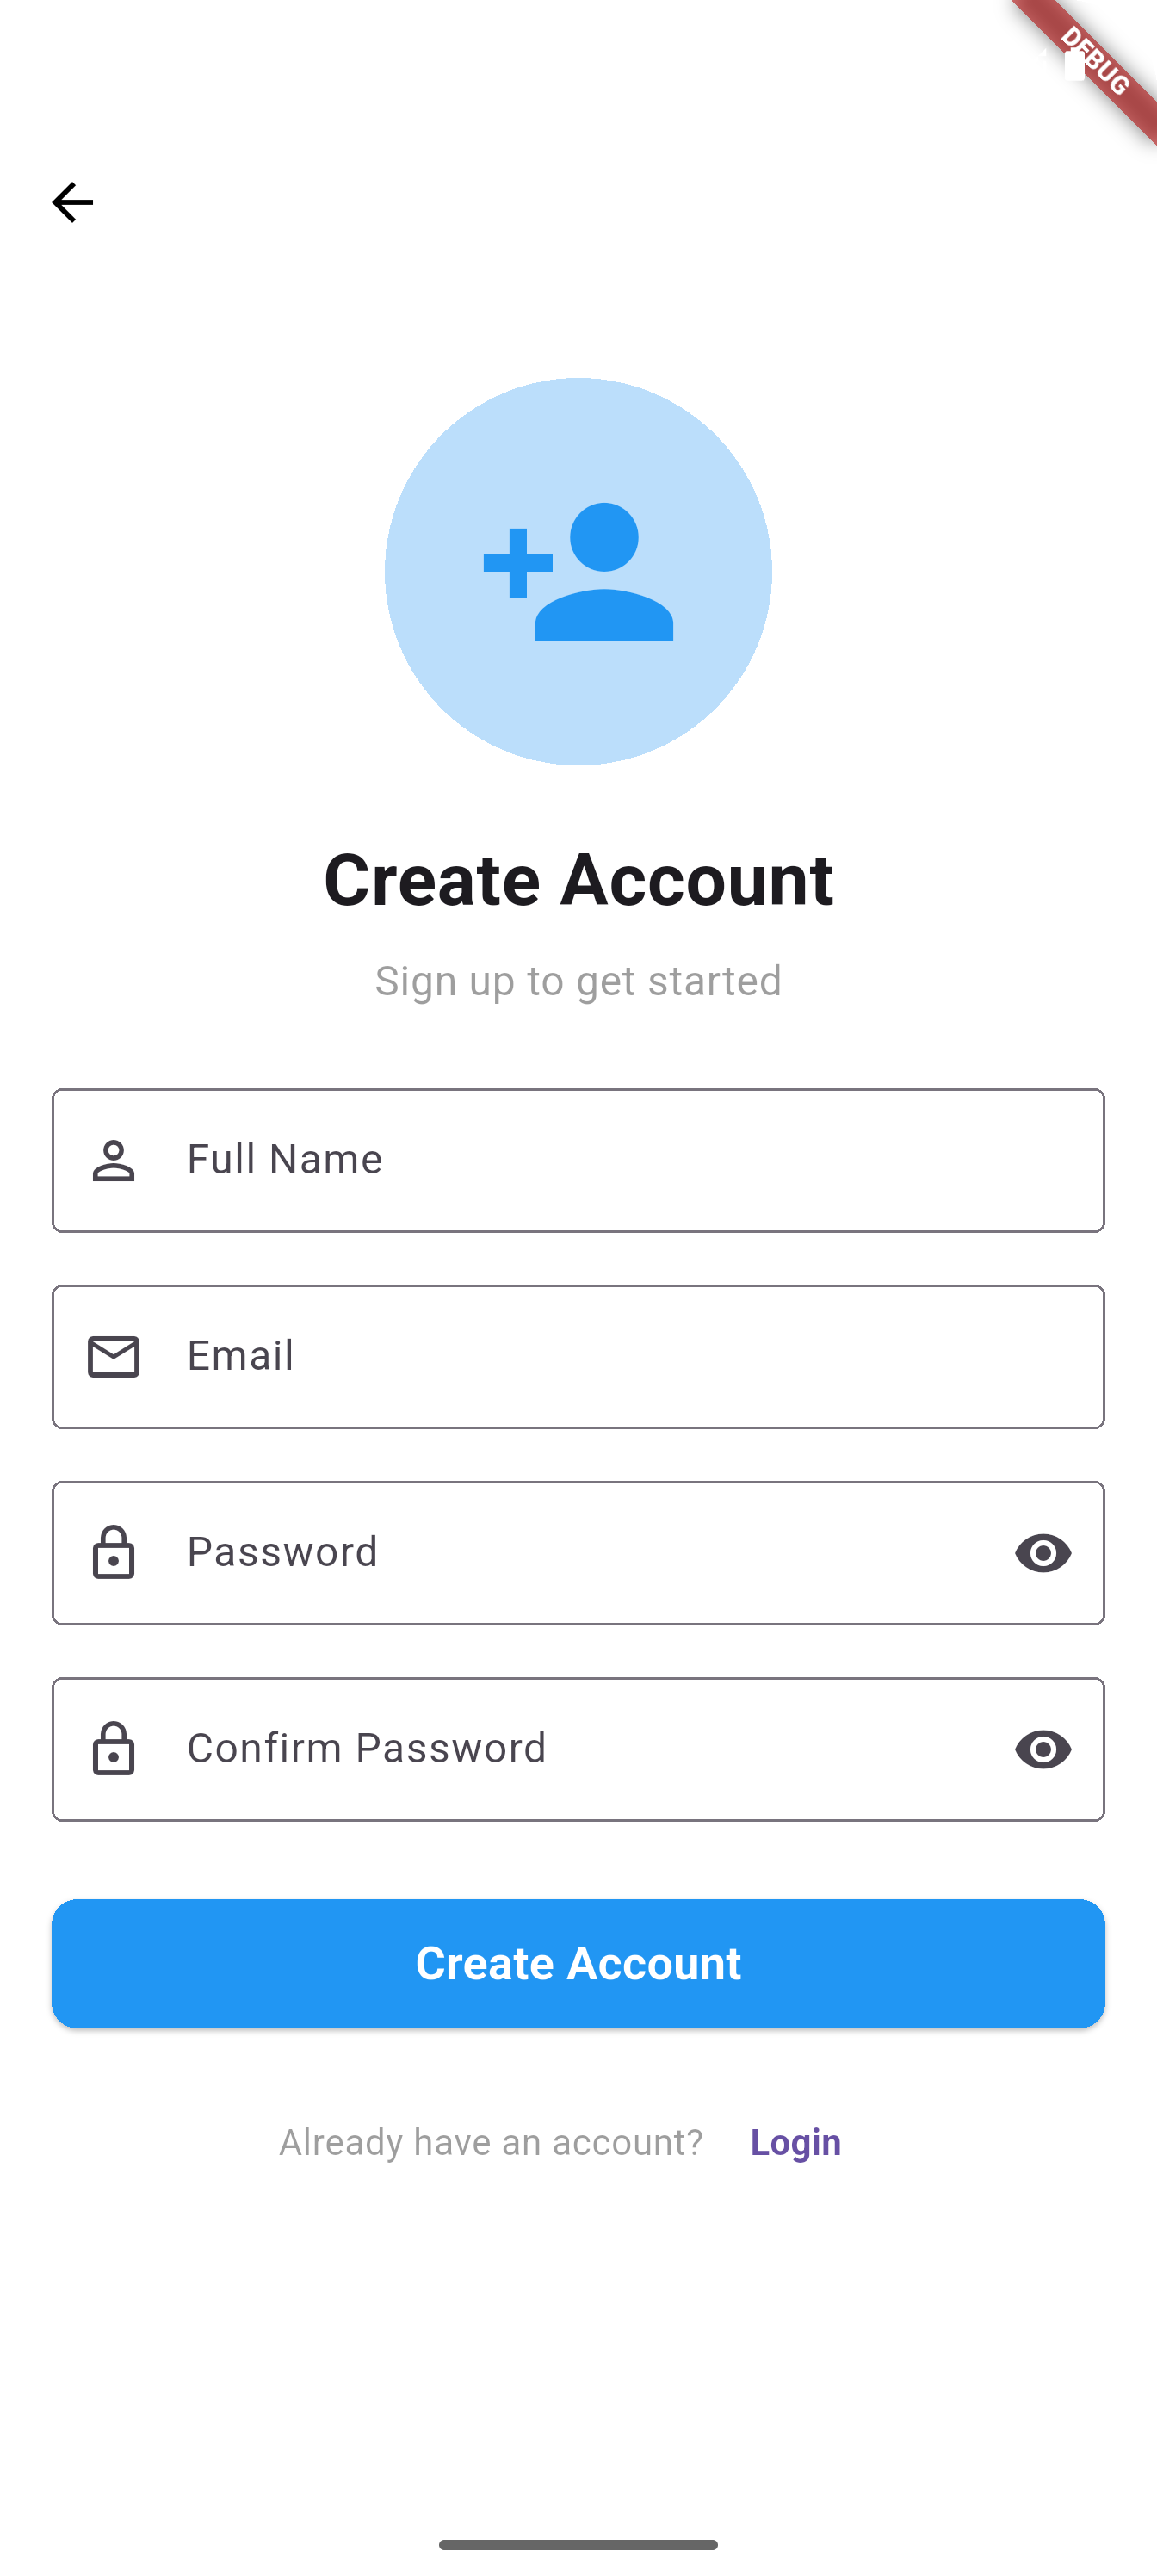 DEBUG
Create Account
Sign up to get started
Full Name
Email
Password
Confirm Password
Create Account
Already have an account? Login